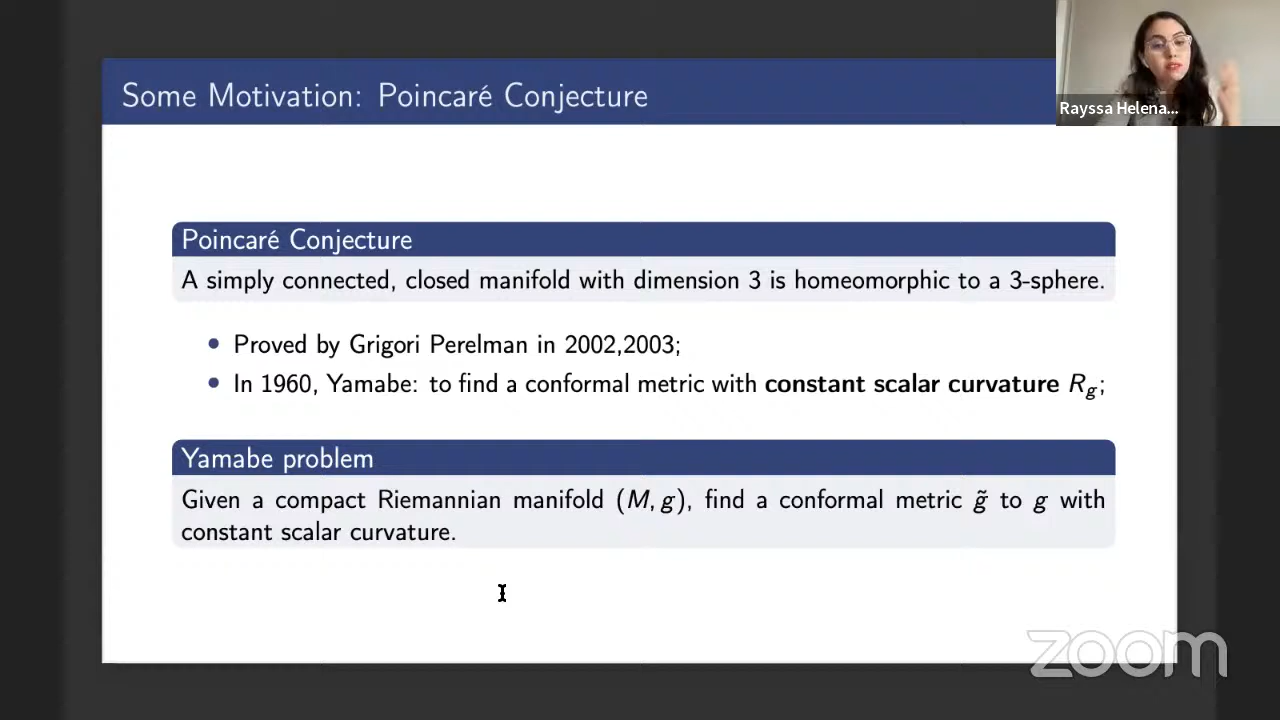 Some Motivation: Poincaré Conjecture
Rayssa Helena...
Poincaré Conjecture
A simply connected, closed manifold with dimension 3 is homeomorphic to a 3-sphere.
• Proved by Grigori Perelman in 2002,2003;
• In 1960, Yamabe: to find a conformal metric with constant scalar curvature R_g;
Yamabe problem
Given a compact Riemannian manifold (M, g), find a conformal metric g̃ to g with
constant scalar curvature.
zoom